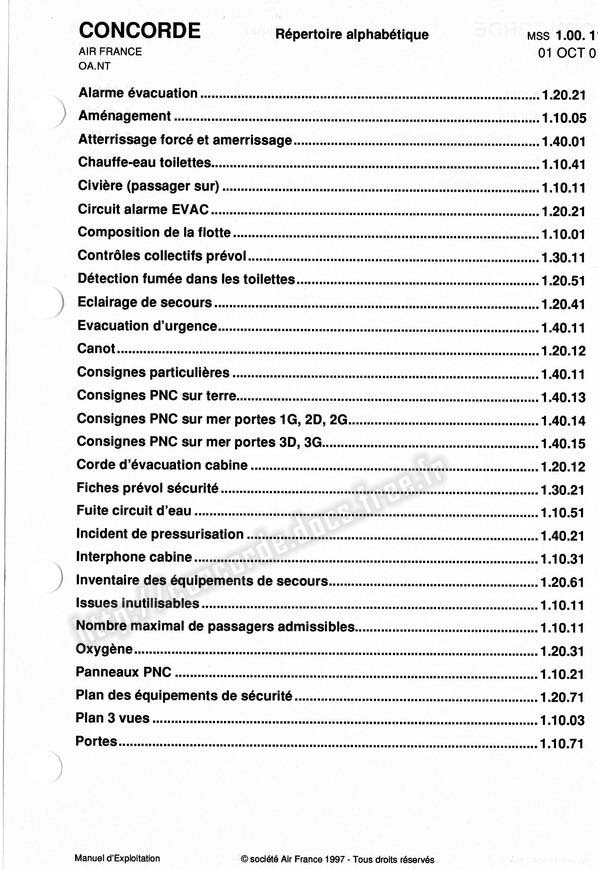 CONCORDE
Répertoire alphabétique
MSS 1.00.
AIR FRANCE
01 OCT
OA.NT
Alarme évacuation ........ 1.20.21
Aménagement ........ 1.10.05
Atterrissage forcé et amerrissage ........ 1.40.01
Chauffe-eau toilettes ........ 1.10.41
Civière (passager sur) ........ 1.10.11
Circuit alarme EVAC ........ 1.20.21
Composition de la flotte ........ 1.10.01
Contrôles collectifs prévol ........ 1.30.11
Détection fumée dans les toilettes ........ 1.20.51
Eclairage de secours ........ 1.20.41
Evacuation d'urgence ........ 1.40.11
Canot ........ 1.20.12
Consignes particulières ........ 1.40.11
Consignes PNC sur terre ........ 1.40.13
Consignes PNC sur mer portes 1G, 2D, 2G ........ 1.40.14
Consignes PNC sur mer portes 3D, 3G ........ 1.40.15
Corde d'évacuation cabine ........ 1.20.12
Fiches prévol sécurité ........ 1.30.21
Fuite circuit d'eau ........ 1.10.51
Incident de pressurisation ........ 1.40.21
Interphone cabine ........ 1.10.31
Inventaire des équipements de secours ........ 1.20.61
Issues inutilisables ........ 1.10.11
Nombre maximal de passagers admissibles ........ 1.10.11
Oxygène ........ 1.20.31
Panneaux PNC ........ 1.10.21
Plan des équipements de sécurité ........ 1.20.71
Plan 3 vues ........ 1.10.03
Portes ........ 1.10.71
http://concorde.docs.free.fr
Manuel d'Exploitation
© société Air France 1997 - Tous droits réservés